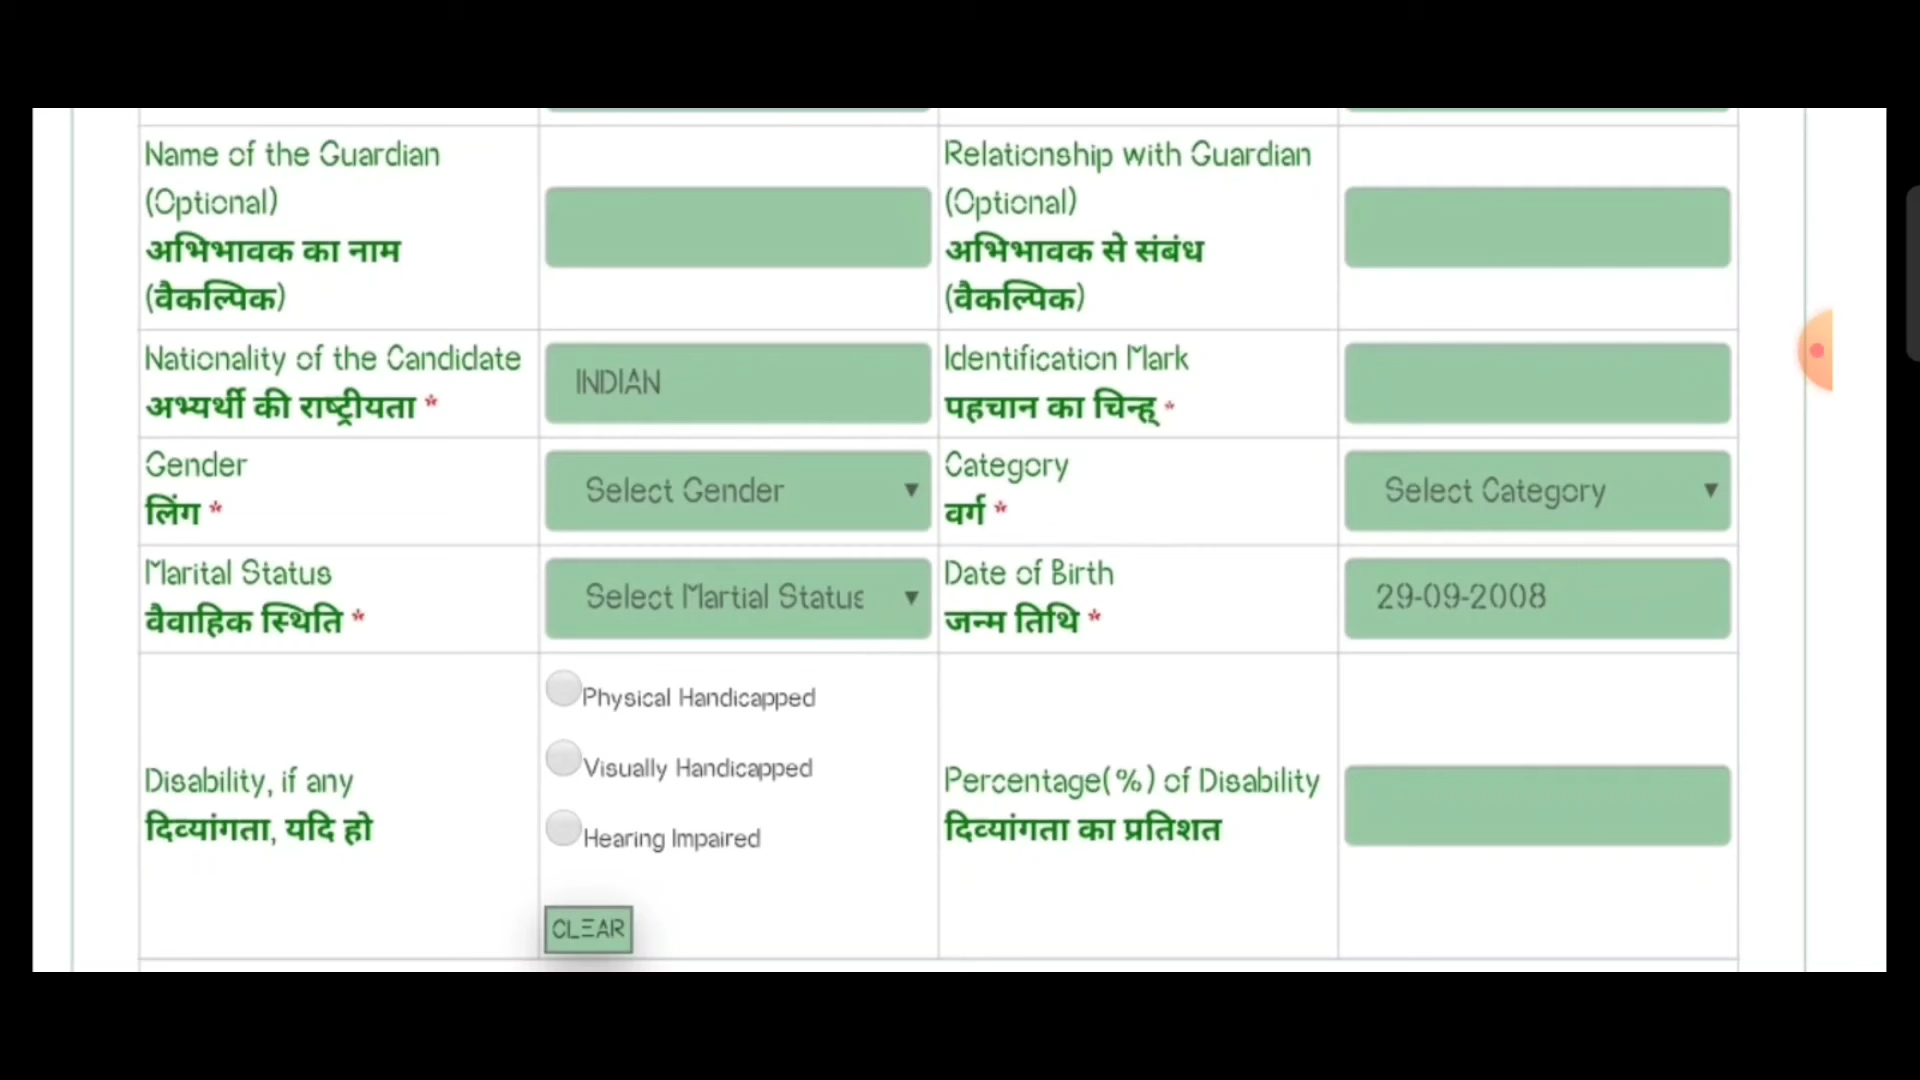 Name of the Guardian
(Optional)
अभिभावक का नाम
(वैकल्पिक)
Relationship with Guardian
(Optional)
अभिभावक से संबंध
(वैकल्पिक)
Nationality of the Candidate
अभ्यर्थी की राष्ट्रीयता *
INDIAN
Identification Mark
पहचान का चिन्ह् *
Gender
लिंग *
Select Gender
Category
वर्ग *
Select Category
Marital Status
वैवाहिक स्थिति *
Select Martial Status
Date of Birth
जन्म तिथि *
29-09-2008
Disability, if any
दिव्यांगता, यदि हो
Physical Handicapped
Visually Handicapped
Hearing Impaired
CLEAR
Percentage(%) of Disability
दिव्यांगता का प्रतिशत